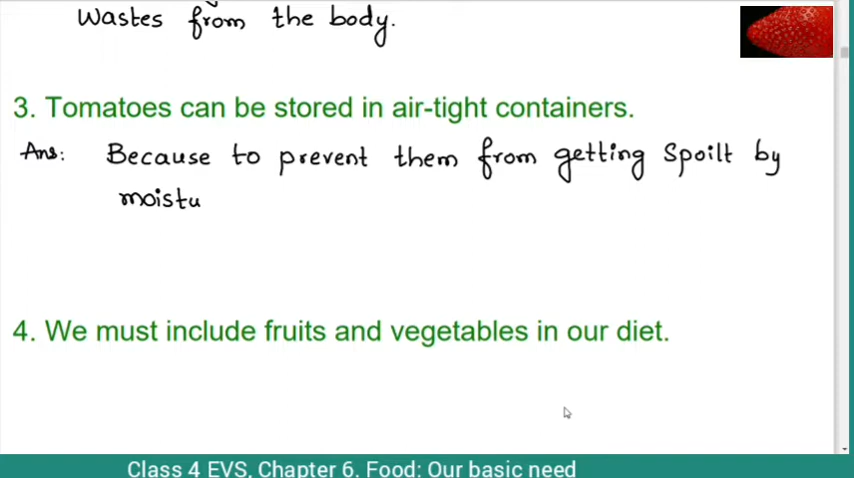 wastes from the body.
3. Tomatoes can be stored in air-tight containers.
Ans: Because to prevent them from getting spoilt by
moistu
4. We must include fruits and vegetables in our diet.
Class 4 EVS, Chapter 6. Food: Our basic need